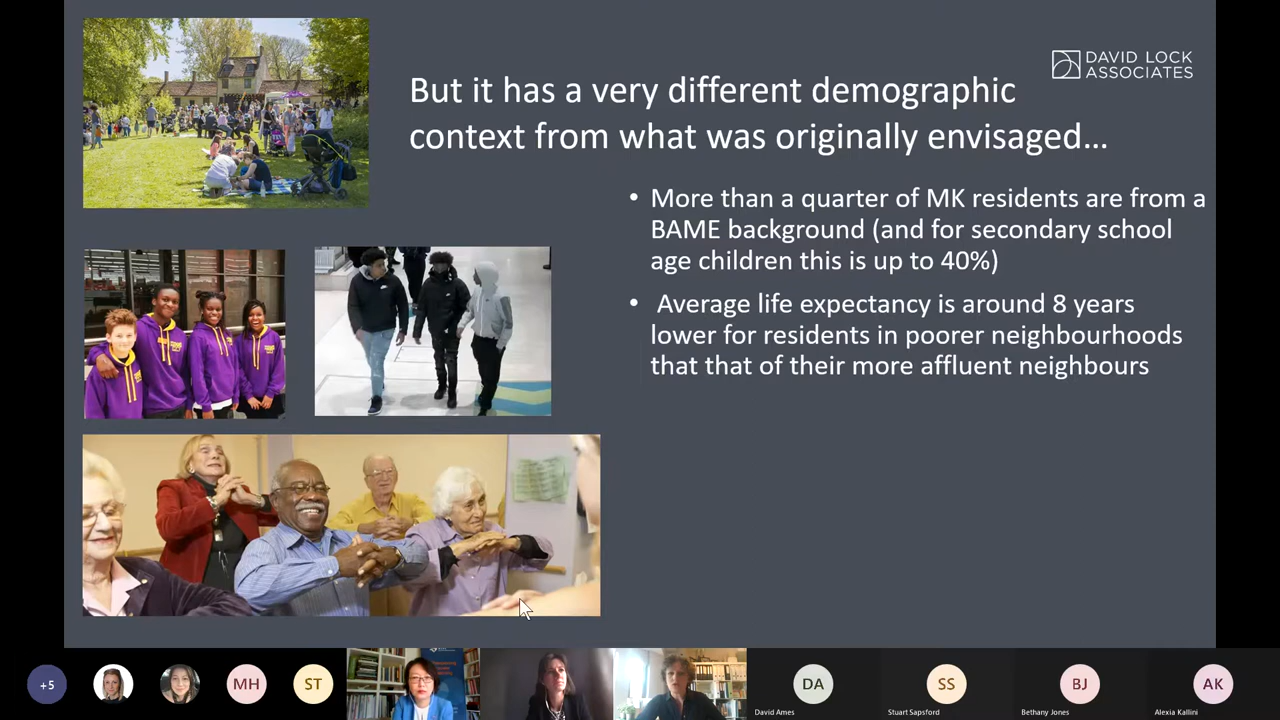 DAVID LOCK
ASSOCIATES
But it has a very different demographic
context from what was originally envisaged...
• More than a quarter of MK residents are from a
BAME background (and for secondary school
age children this is up to 40%)
• Average life expectancy is around 8 years
lower for residents in poorer neighbourhoods
that that of their more affluent neighbours
+5
MH
ST
DA
SS
BJ
AK
David Ames
Stuart Sapsford
Bethany Jones
Alexia Kallini